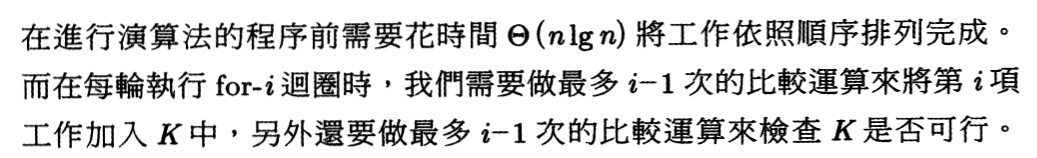 在進行演算法的程序前需要花時間 Θ(n lg n) 將工作依照順序排列完成。
而在每輪執行 for-i 迴圈時，我們需要做最多 i−1 次的比較運算來將第 i 項
工作加入 K 中，另外還要做最多 i−1 次的比較運算來檢查 K 是否可行。